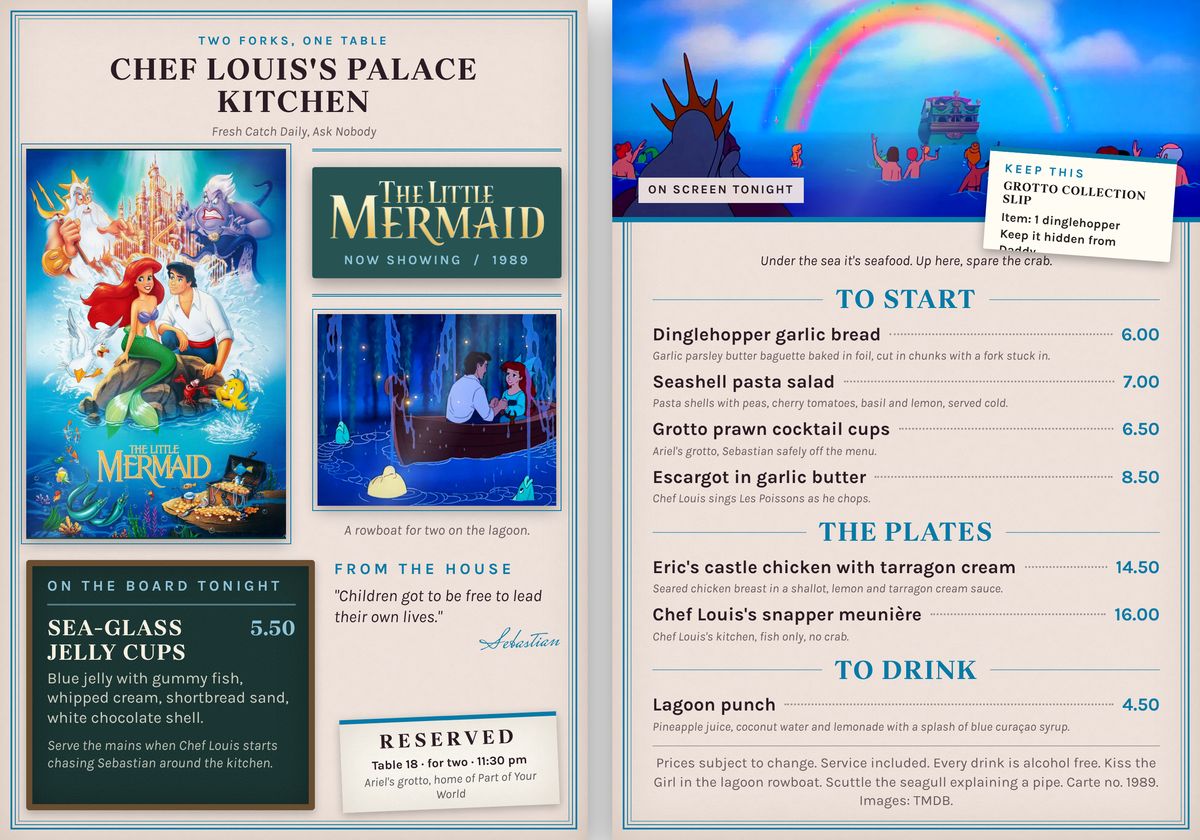 TWO FORKS, ONE TABLE
CHEF LOUIS'S PALACE
KITCHEN
Fresh Catch Daily, Ask Nobody
THE LITTLE
MERMAID
THE LITTLE
MERMAID
NOW SHOWING / 1989
A rowboat for two on the lagoon.
ON THE BOARD TONIGHT
SEA-GLASS 5.50
JELLY CUPS
Blue jelly with gummy fish,
whipped cream, shortbread sand,
white chocolate shell.
Serve the mains when Chef Louis starts
chasing Sebastian around the kitchen.
FROM THE HOUSE
"Children got to be free to lead
their own lives."
Sebastian
RESERVED
Table 18 · for two · 11:30 pm
Ariel's grotto, home of Part of Your
World
ON SCREEN TONIGHT
KEEP THIS
GROTTO COLLECTION
SLIP
Item: 1 dinglehopper
Keep it hidden from
Daddy
Under the sea it's seafood. Up here, spare the crab.
TO START
Dinglehopper garlic bread 6.00
Garlic parsley butter baguette baked in foil, cut in chunks with a fork stuck in.
Seashell pasta salad 7.00
Pasta shells with peas, cherry tomatoes, basil and lemon, served cold.
Grotto prawn cocktail cups 6.50
Ariel's grotto, Sebastian safely off the menu.
Escargot in garlic butter 8.50
Chef Louis sings Les Poissons as he chops.
THE PLATES
Eric's castle chicken with tarragon cream 14.50
Seared chicken breast in a shallot, lemon and tarragon cream sauce.
Chef Louis's snapper meunière 16.00
Chef Louis's kitchen, fish only, no crab.
TO DRINK
Lagoon punch 4.50
Pineapple juice, coconut water and lemonade with a splash of blue curaçao syrup.
Prices subject to change. Service included. Every drink is alcohol free. Kiss the
Girl in the lagoon rowboat. Scuttle the seagull explaining a pipe. Carte no. 1989.
Images: TMDB.